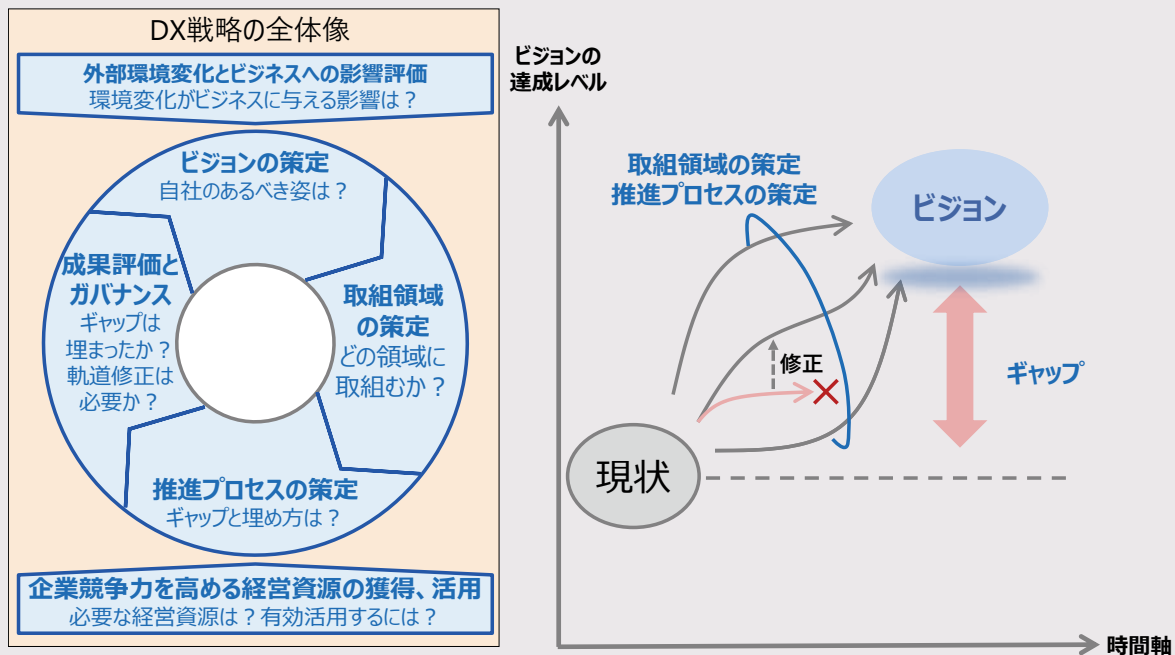 DX戦略の全体像
外部環境変化とビジネスへの影響評価
環境変化がビジネスに与える影響は？
ビジョンの策定
自社のあるべき姿は？
成果評価と
ガバナンス
ギャップは
埋まったか？
軌道修正は
必要か？
取組領域
の策定
どの領域に
取組むか？
推進プロセスの策定
ギャップと埋め方は？
企業競争力を高める経営資源の獲得、活用
必要な経営資源は？有効活用するには？
ビジョンの
達成レベル
取組領域の策定
推進プロセスの策定
ビジョン
修正
ギャップ
現状
時間軸